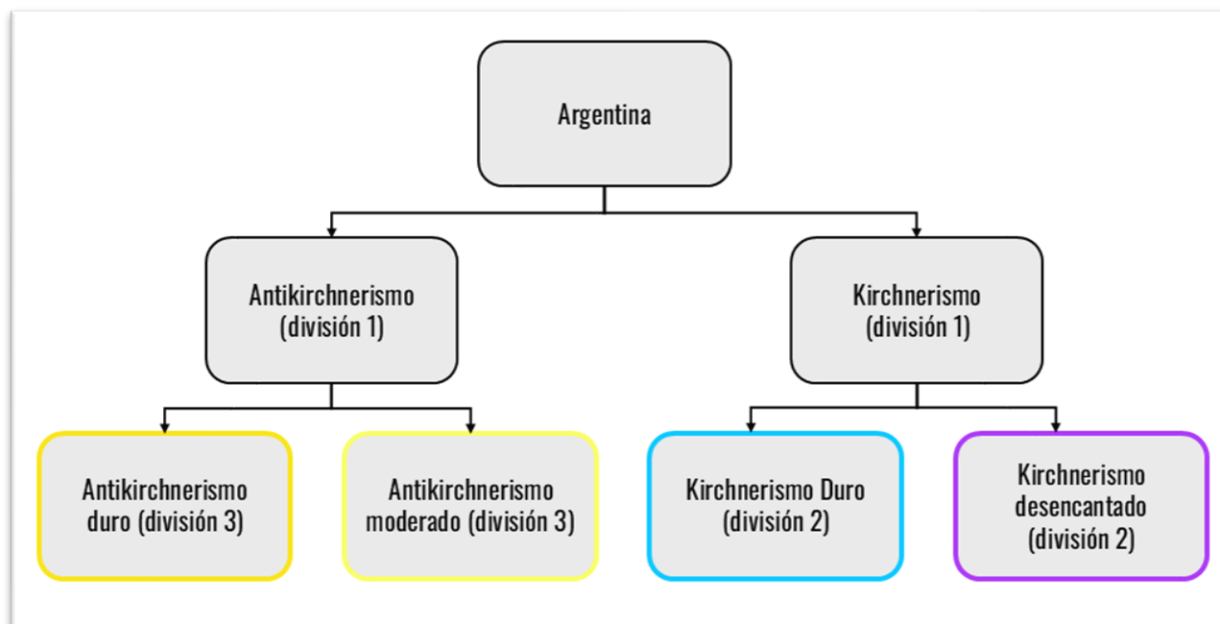 Argentina
Antikirchnerismo
(división 1)
Kirchnerismo
(división 1)
Antikirchnerismo
duro (división 3)
Antikirchnerismo
moderado (división 3)
Kirchnerismo Duro
(división 2)
Kirchnerismo
desencantado
(división 2)